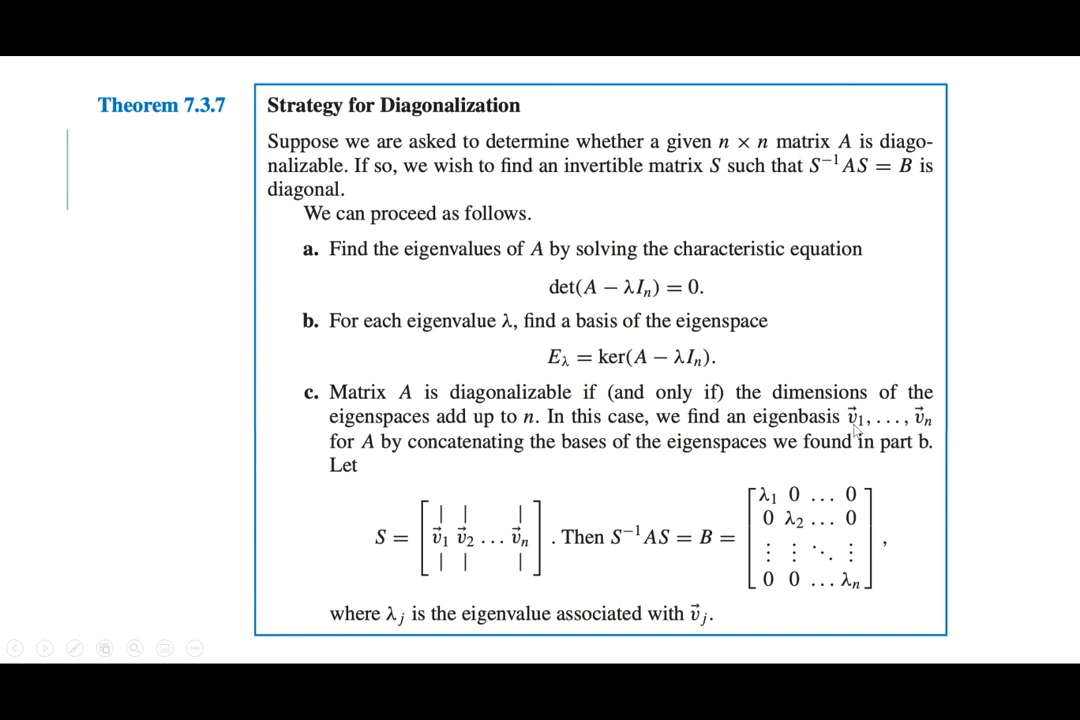 Theorem 7.3.7
Strategy for Diagonalization
Suppose we are asked to determine whether a given n × n matrix A is diago-
nalizable. If so, we wish to find an invertible matrix S such that S⁻¹AS = B is
diagonal.
We can proceed as follows.
a. Find the eigenvalues of A by solving the characteristic equation
det(A − λIₙ) = 0.
b. For each eigenvalue λ, find a basis of the eigenspace
E_λ = ker(A − λIₙ).
c. Matrix A is diagonalizable if (and only if) the dimensions of the
eigenspaces add up to n. In this case, we find an eigenbasis v⃗₁, . . . , v⃗ₙ
for A by concatenating the bases of the eigenspaces we found in part b.
Let
S = [ | | | ; v⃗₁ v⃗₂ . . . v⃗ₙ ; | | | ] . Then S⁻¹AS = B = [ λ₁ 0 . . . 0 ; 0 λ₂ . . . 0 ; ⋮ ⋮ ⋱ ⋮ ; 0 0 . . . λₙ ] ,
where λⱼ is the eigenvalue associated with v⃗ⱼ.